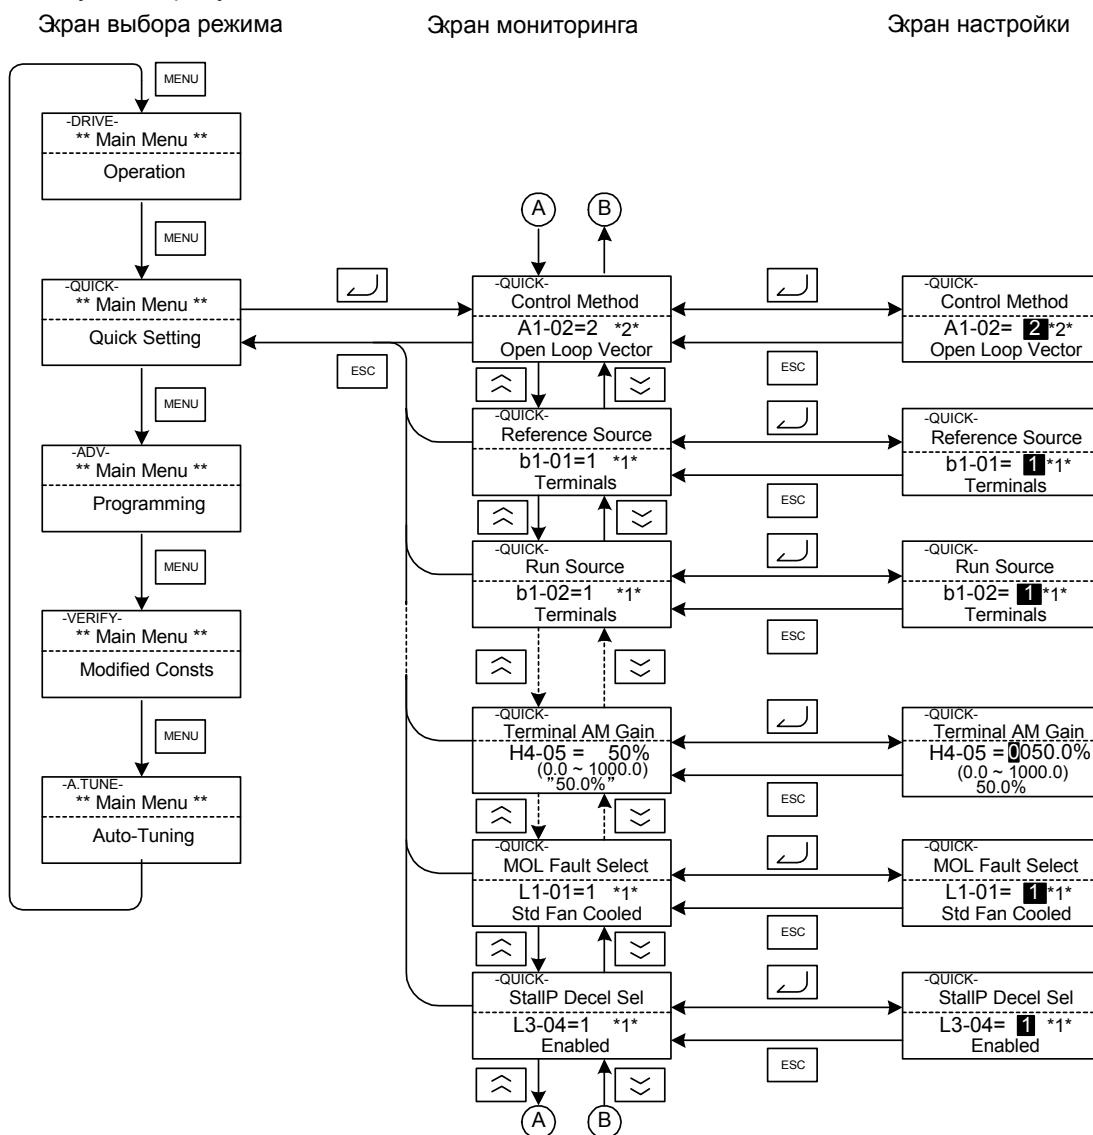 Экран выбора режима
Экран мониторинга
Экран настройки
MENU
-DRIVE-
** Main Menu **
Operation
MENU
-QUICK-
** Main Menu **
Quick Setting
MENU
-ADV-
** Main Menu **
Programming
MENU
-VERIFY-
** Main Menu **
Modified Consts
MENU
-A.TUNE-
** Main Menu **
Auto-Tuning
ESC
A
B
-QUICK-
Control Method
A1-02=2 *2*
Open Loop Vector
-QUICK-
Reference Source
b1-01=1 *1*
Terminals
-QUICK-
Run Source
b1-02=1 *1*
Terminals
-QUICK-
Terminal AM Gain
H4-05 = 50%
(0.0 ~ 1000.0)
"50.0%"
-QUICK-
MOL Fault Select
L1-01=1 *1*
Std Fan Cooled
-QUICK-
StallP Decel Sel
L3-04=1 *1*
Enabled
A
B
ESC
ESC
ESC
ESC
ESC
ESC
-QUICK-
Control Method
A1-02= 2 *2*
Open Loop Vector
-QUICK-
Reference Source
b1-01= 1 *1*
Terminals
-QUICK-
Run Source
b1-02= 1 *1*
Terminals
-QUICK-
Terminal AM Gain
H4-05 = 0050.0%
(0.0 ~ 1000.0)
50.0%
-QUICK-
MOL Fault Select
L1-01= 1 *1*
Std Fan Cooled
-QUICK-
StallP Decel Sel
L3-04= 1 *1*
Enabled